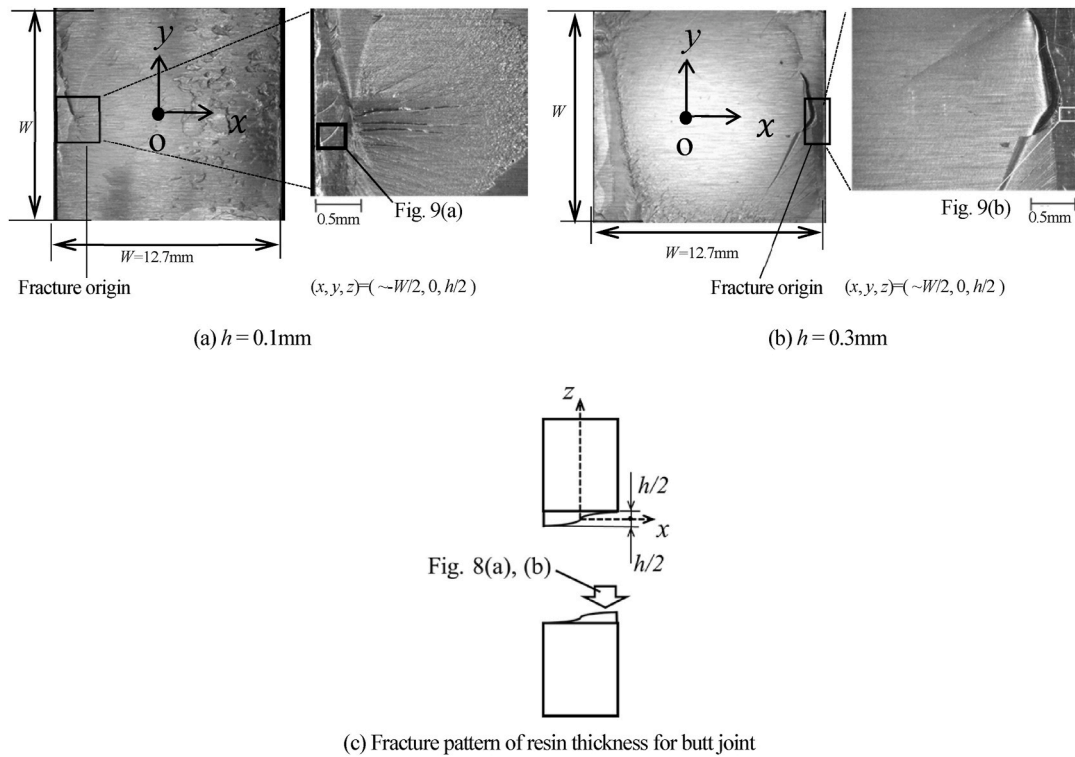 W
y
x
O
W=12.7mm
Fracture origin
0.5mm
Fig. 9(a)
(x, y, z)=( ~-W/2, 0, h/2 )
(a) h = 0.1mm
W
y
x
O
W=12.7mm
Fracture origin
Fig. 9(b)
0.5mm
(x, y, z)=( ~W/2, 0, h/2 )
(b) h = 0.3mm
z
h/2
x
h/2
Fig. 8(a), (b)
(c) Fracture pattern of resin thickness for butt joint